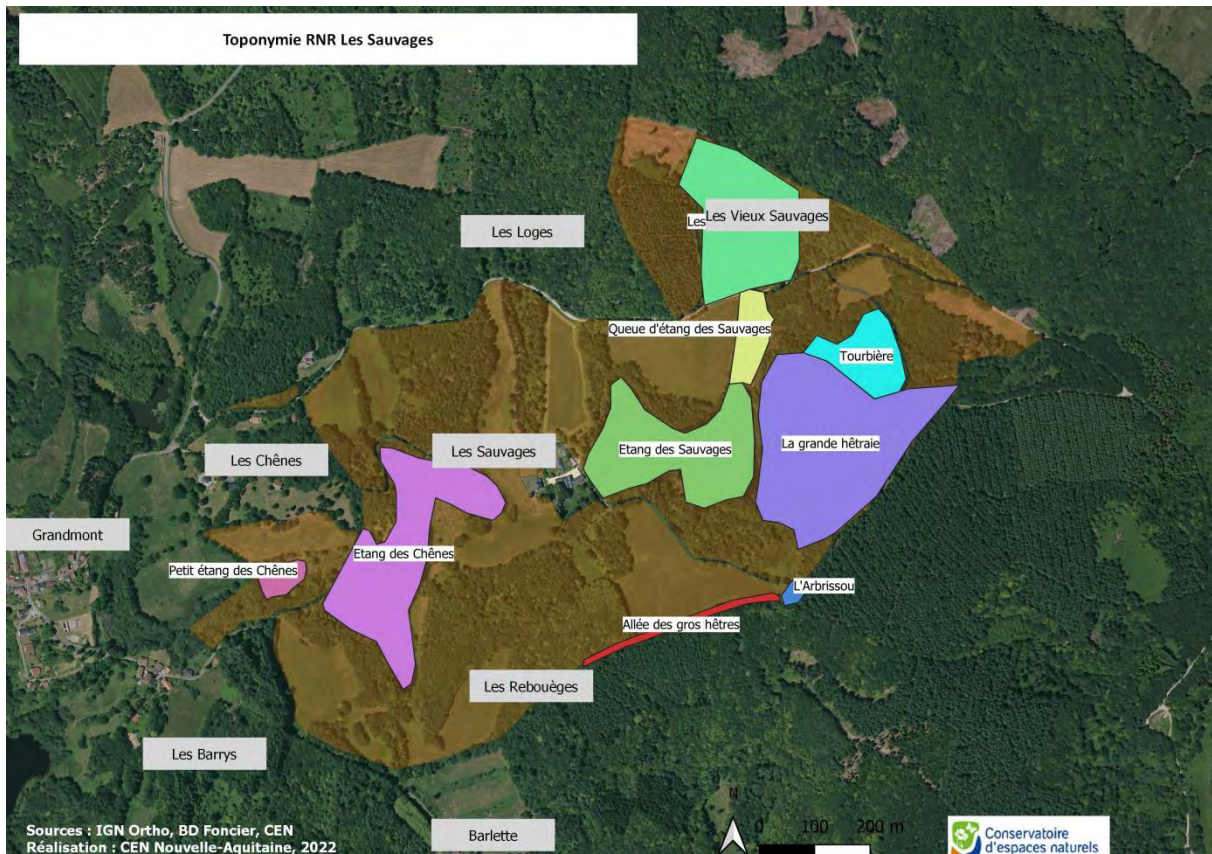 Toponymie RNR Les Sauvages
Les
Les Vieux Sauvages
Les Loges
Queue d'étang des Sauvages
Tourbière
Les Sauvages
Etang des Sauvages
La grande hêtraie
Les Chênes
Grandmont
Etang des Chênes
Petit étang des Chênes
L'Arbrissou
Allée des gros hêtres
Les Rebouèges
Les Barrys
Barlette
N
0 100 200 m
Sources : IGN Ortho, BD Foncier, CEN
Réalisation : CEN Nouvelle-Aquitaine, 2022
Conservatoire
d'espaces naturels